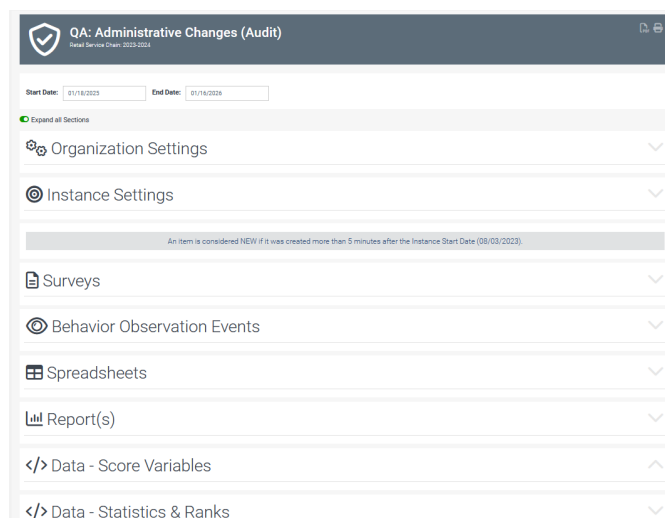 QA: Administrative Changes (Audit)
Retail Service Chain: 2023-2024
Start Date: 01/18/2025 End Date: 01/16/2026
Expand all Sections
Organization Settings
Instance Settings
An item is considered NEW if it was created more than 5 minutes after the Instance Start Date (08/03/2023).
Surveys
Behavior Observation Events
Spreadsheets
Report(s)
</> Data - Score Variables
</> Data - Statistics & Ranks